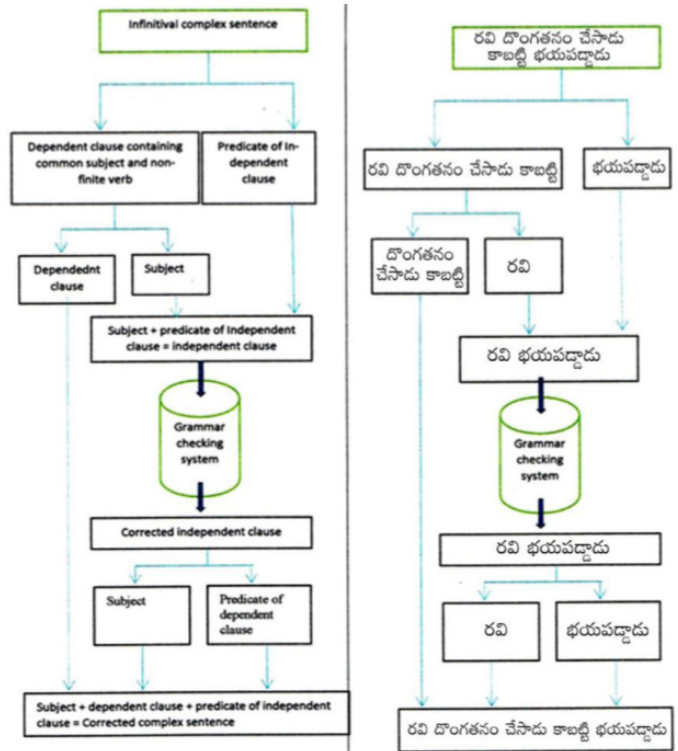 Infinitival complex sentence
Dependent clause containing
common subject and non-
finite verb
Predicate of In-
dependent
clause
Dependednt
clause
Subject
Subject + predicate of Independent
clause = independent clause
Grammar
checking
system
Corrected independent clause
Subject
Predicate of
dependent
clause
Subject + dependent clause + predicate of independent
clause = Corrected complex sentence
రవి దొంగతనం చేసాడు
కాబట్టి భయపడ్డాడు
రవి దొంగతనం చేసాడు కాబట్టి
భయపడ్డాడు
దొంగతనం
చేసాడు కాబట్టి
రవి
రవి భయపడ్డాడు
Grammar
checking
system
రవి భయపడ్డాడు
రవి
భయపడ్డాడు
రవి దొంగతనం చేసాడు కాబట్టి భయపడ్డాడు